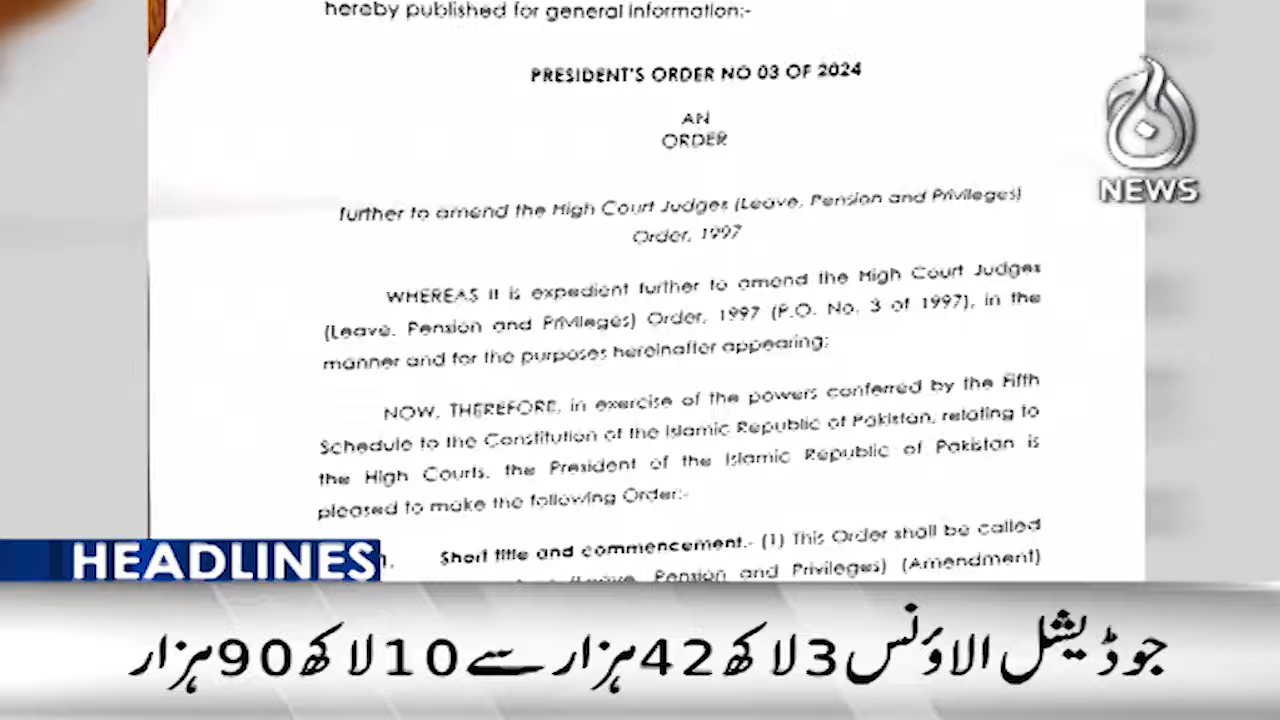 hereby published for general information:-
PRESIDENT'S ORDER NO 03 OF 2024
AN
ORDER
further to amend the High Court Judges (Leave, Pension and Privileges)
Order, 1997
WHEREAS it is expedient further to amend the High Court Judges
(Leave, Pension and Privileges) Order, 1997 (P.O. No. 3 of 1997), in the
manner and for the purposes hereinafter appearing;
NOW, THEREFORE, in exercise of the powers conferred by the Fifth
Schedule to the Constitution of the Islamic Republic of Pakistan, relating to
the High Courts, the President of the Islamic Republic of Pakistan is
pleased to make the following Order:-
Short title and commencement.- (1) This Order shall be called
(Leave, Pension and Privileges) (Amendment)
آج
NEWS
HEADLINES
جوڈیشل الاؤنس 3 لاکھ 42 ہزار سے 10 لاکھ 90 ہزار